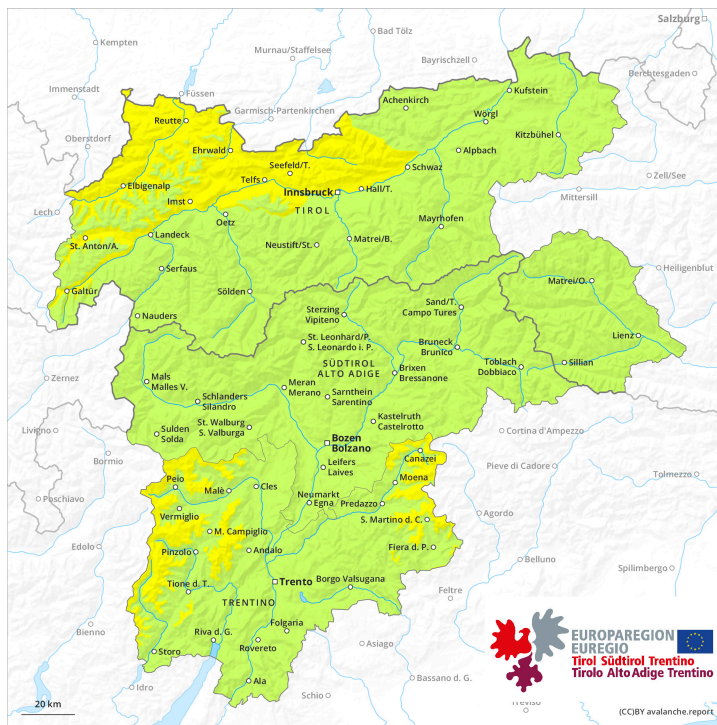 Salzburg
Kempten
Bad Tölz
Murnau/Staffelsee
Bayrischzell
Berchtesgaden
Immenstadt
Füssen
Garmisch-Partenkirchen
Achenkirch
Kufstein
Reutte
Wörgl
Oberstdorf
Ehrwald
Kitzbühel
Alpbach
Seefeld/T.
Schwaz
Zell/See
Elbigenalp
Telfs
Innsbruck
Hall/T.
Mittersill
Lech
Imst
TIROL
Oetz
Mayrhofen
St. Anton/A.
Landeck
Neustift/St.
Matrei/B.
Serfaus
Heiligenblut
Galtür
Sölden
Matrei/O.
Nauders
Sterzing
Vipiteno
Sand/T.
Campo Tures
Lienz
St. Leonhard/P.
S. Leonardo i. P.
Bruneck
Brunico
SÜDTIROL
ALTO ADIGE
Brixen
Bressanone
Toblach
Dobbiaco
Sillian
Zernez
Mals
Malles V.
Meran
Merano
Sarnthein
Sarentino
Schlanders
Silandro
St. Walburg
S. Valburga
Kastelruth
Castelrotto
Livigno
Sulden
Solda
Bozen
Bolzano
Cortina d'Ampezzo
Bormio
Canazei
Leifers
Laives
Pieve di Cadore
Poschiavo
Peio
Malè
Cles
Moena
Tolmezzo
Neumarkt
Egna
Predazzo
Vermiglio
Agordo
M. Campiglio
S. Martino d. C.
Edolo
Pinzolo
Andalo
Fiera d. P.
Belluno
Spilimbergo
Tione d. T.
Trento
Borgo Valsugana
Feltre
TRENTINO
Folgaria
Bienno
Riva d. G.
Rovereto
Asiago
Storo
Bassano d. G.
Ala
Idro
Schio
Treviso
EUROPAREGION
EUREGIO
Tirol Südtirol Trentino
Tirolo Alto Adige Trentino
20 km
(CC)BY avalanche.report